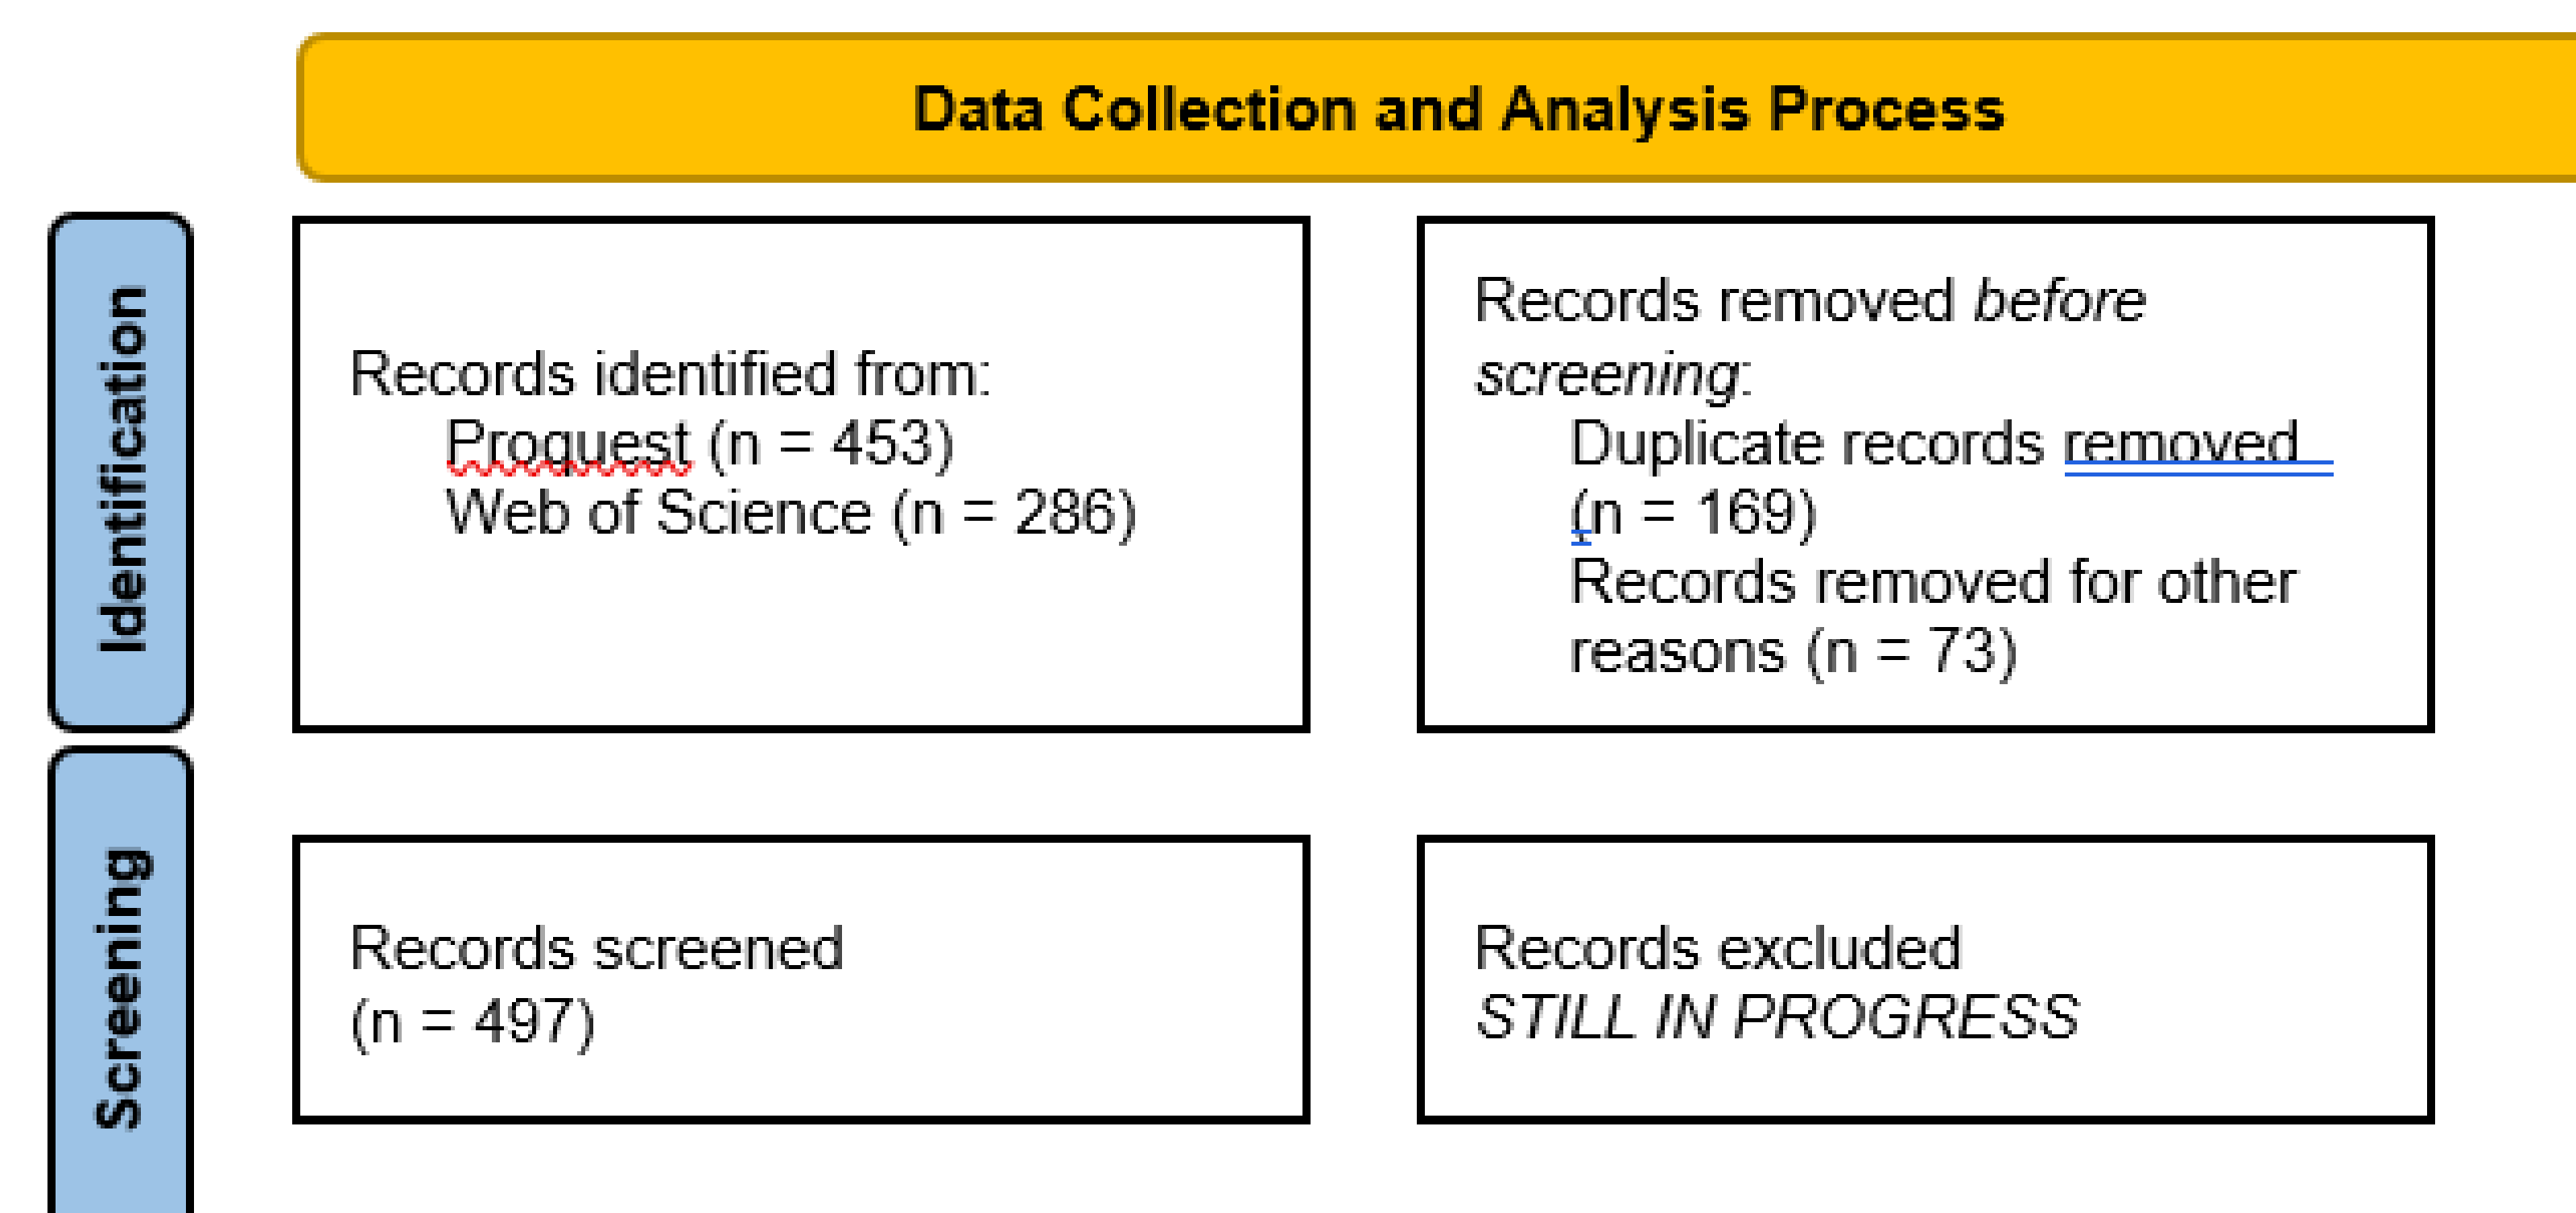 Data Collection and Analysis Process
Identification
Records identified from:
Proquest (n = 453)
Web of Science (n = 286)
Records removed before
screening:
Duplicate records removed
(n = 169)
Records removed for other
reasons (n = 73)
Screening
Records screened
(n = 497)
Records excluded
STILL IN PROGRESS